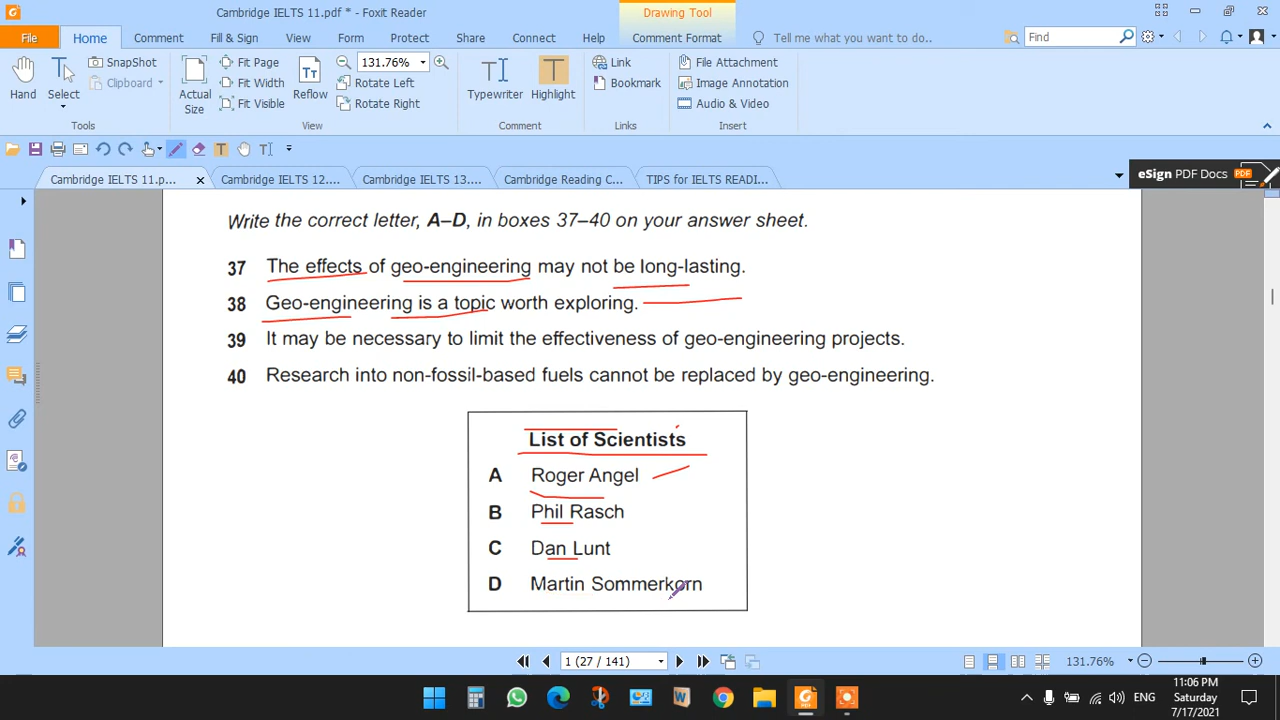 Cambridge IELTS 11.pdf * - Foxit Reader
Drawing Tool
File Home Comment Fill & Sign View Form Protect Share Connect Help Comment Format Tell me what you want to do... Find
Hand
Select
SnapShot
Clipboard
Tools
Actual Size
Fit Page
Fit Width
Fit Visible
Reflow
131.76%
Rotate Left
Rotate Right
View
Typewriter
Highlight
Comment
Link
Bookmark
Links
File Attachment
Image Annotation
Audio & Video
Insert
Cambridge IELTS 11.p... Cambridge IELTS 12.... Cambridge IELTS 13.... Cambridge Reading C... TIPS for IELTS READI...
eSign PDF Docs
Write the correct letter, A–D, in boxes 37–40 on your answer sheet.
37 The effects of geo-engineering may not be long-lasting.
38 Geo-engineering is a topic worth exploring.
39 It may be necessary to limit the effectiveness of geo-engineering projects.
40 Research into non-fossil-based fuels cannot be replaced by geo-engineering.
List of Scientists
A Roger Angel
B Phil Rasch
C Dan Lunt
D Martin Sommerkorn
1 (27 / 141)
131.76%
ENG
11:06 PM
Saturday
7/17/2021